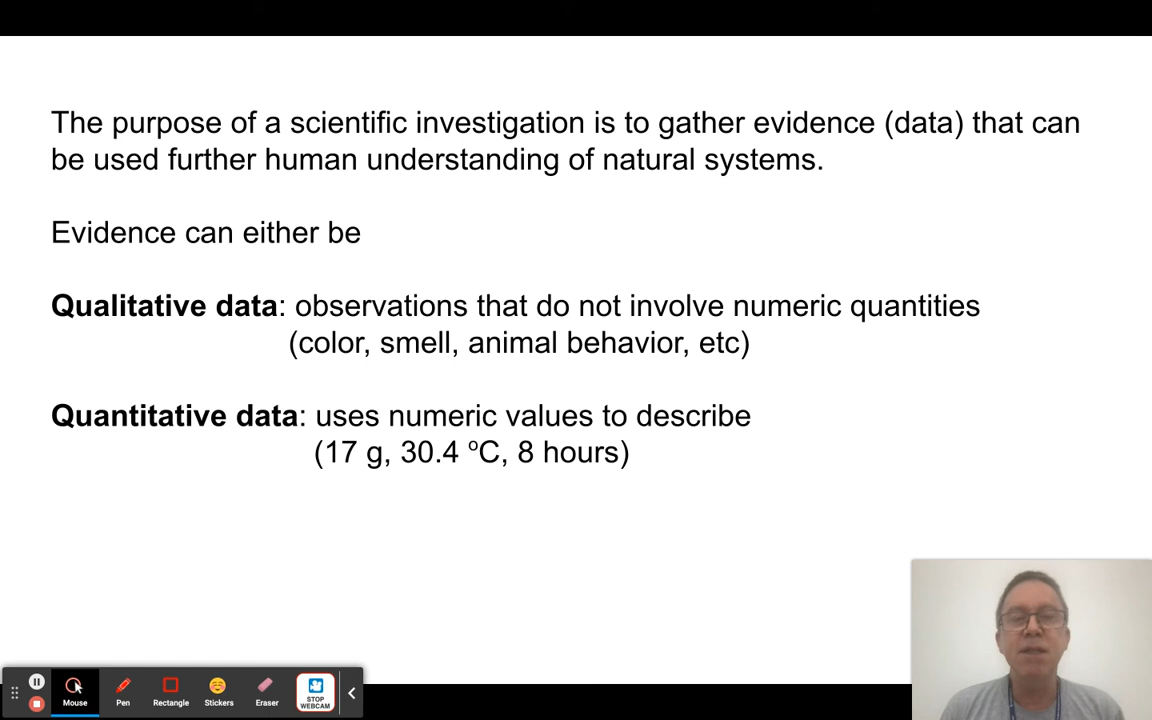 The purpose of a scientific investigation is to gather evidence (data) that can
be used further human understanding of natural systems.
Evidence can either be
Qualitative data: observations that do not involve numeric quantities
(color, smell, animal behavior, etc)
Quantitative data: uses numeric values to describe
(17 g, 30.4 ºC, 8 hours)
Mouse
Pen
Rectangle
Stickers
Eraser
STOP
WEBCAM